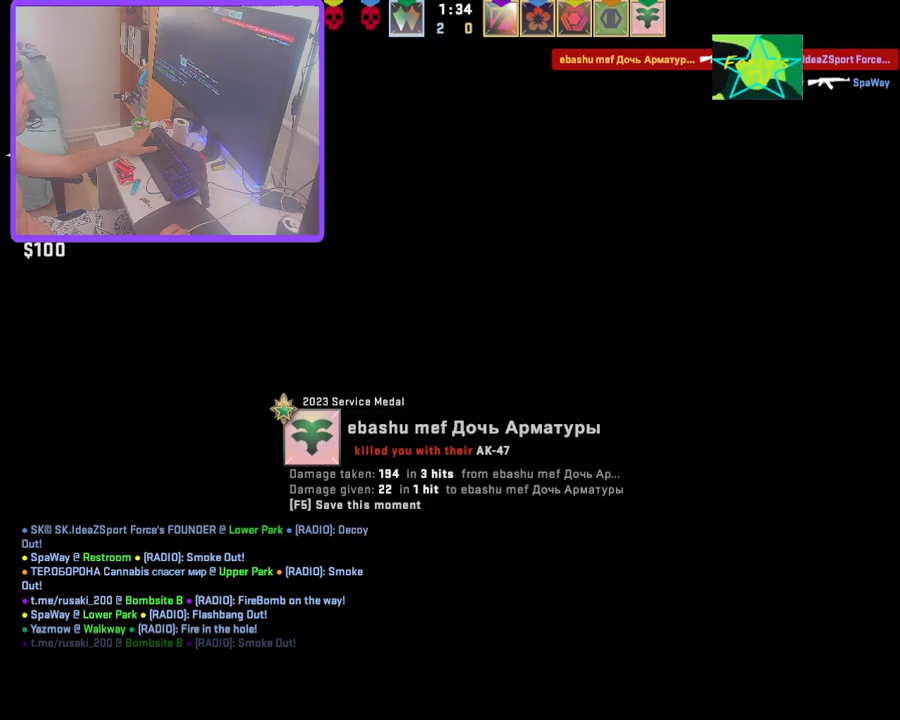 1:34
2 0
ebashu mef Дочь Арматур...
IdeaZSport Force...
SpaWay
$100
2023 Service Medal
ebashu mef Дочь Арматуры
killed you with their AK-47
Damage taken: 194 in 3 hits from ebashu mef Дочь Ар...
Damage given: 22 in 1 hit to ebashu mef Дочь Арматуры
[F5] Save this moment
• SK© SK.IdeaZSport Force's FOUNDER @ Lower Park • (RADIO): Decoy
Out!
• SpaWay @ Restroom • (RADIO): Smoke Out!
• ТЕР.ОБОРОНА Cannabis спасет мир @ Upper Park • (RADIO): Smoke
Out!
• t.me/rusaki_200 @ Bombsite B • (RADIO): FireBomb on the way!
• SpaWay @ Lower Park • (RADIO): Flashbang Out!
• Yazmow @ Walkway • (RADIO): Fire in the hole!
• t.me/rusaki_200 @ Bombsite B • (RADIO): Smoke Out!